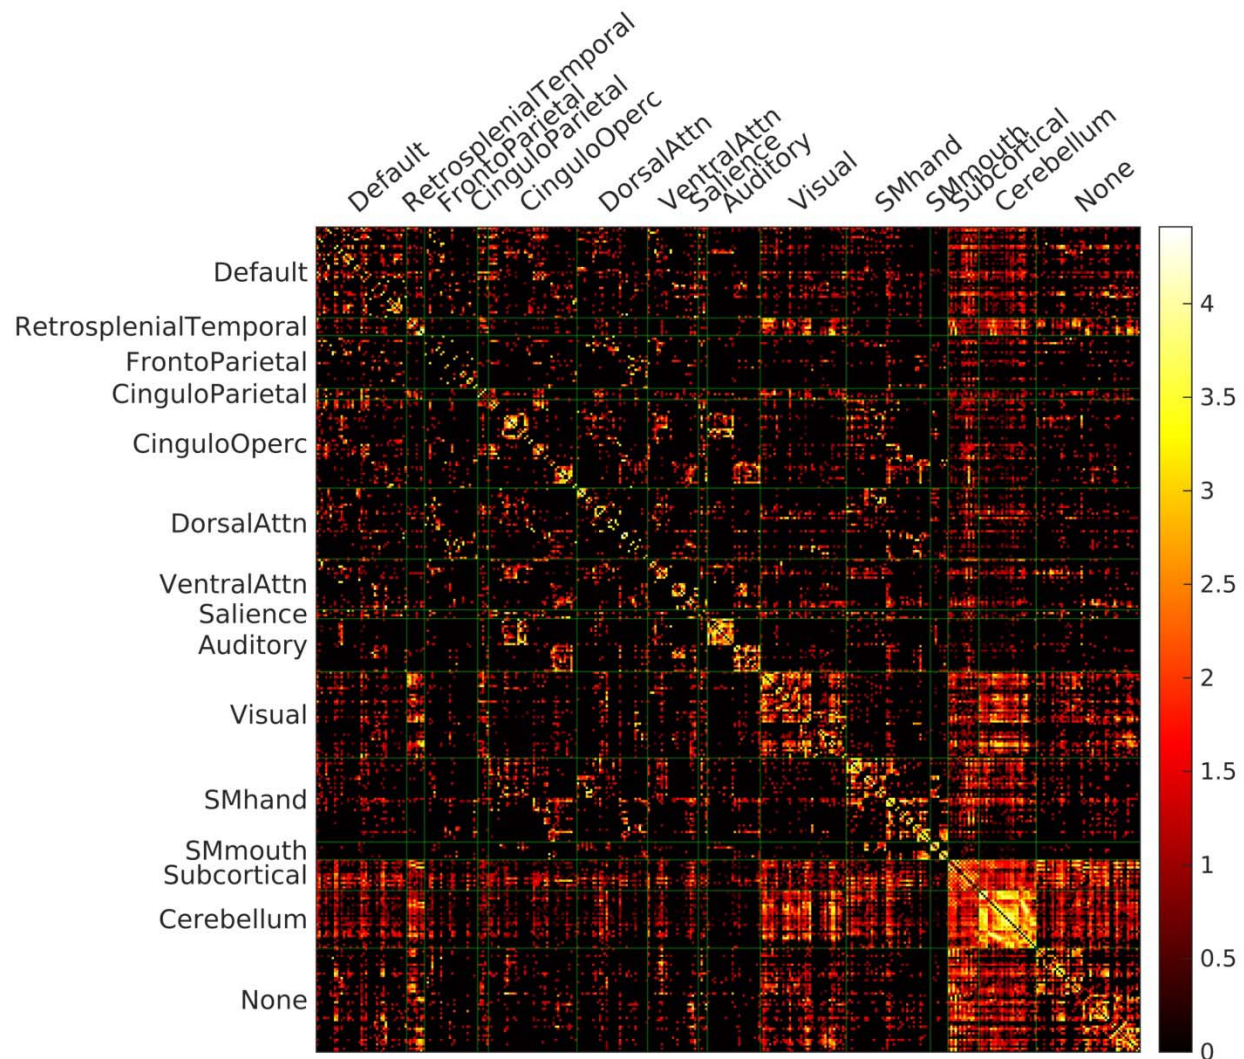 Default
RetrosplenialTemporal
FrontoParietal
CinguloParietal
CinguloOperc
DorsalAttn
VentralAttn
Salience
Auditory
Visual
SMhand
SMmouth
Subcortical
Cerebellum
None
Default
RetrosplenialTemporal
FrontoParietal
CinguloParietal
CinguloOperc
DorsalAttn
VentralAttn
Salience
Auditory
Visual
SMhand
SMmouth
Subcortical
Cerebellum
None
4
3.5
3
2.5
2
1.5
1
0.5
0